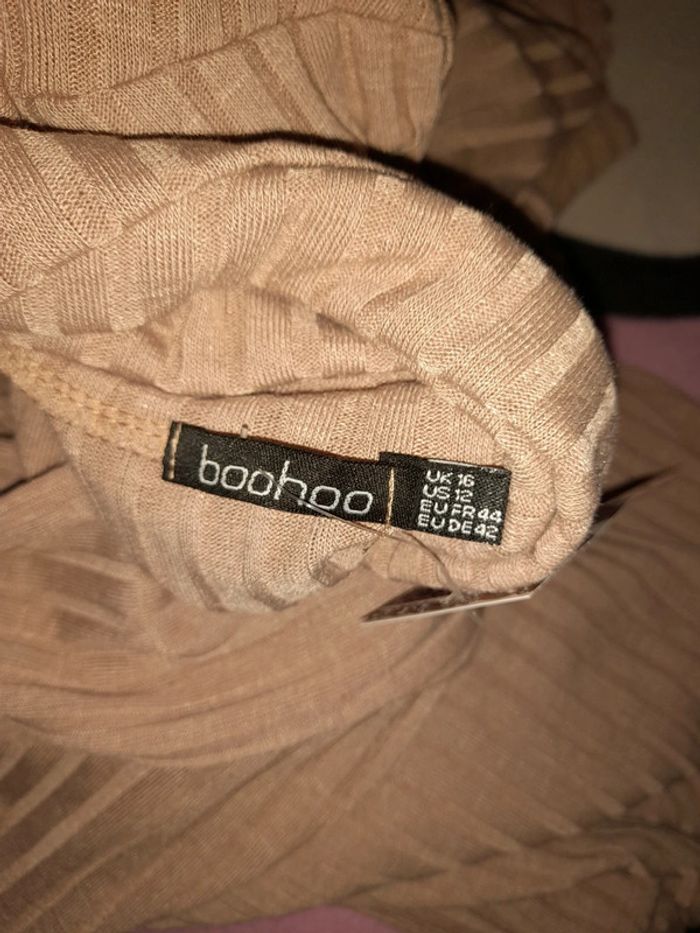 boohoo
UK 16
US 12
EU FR 44
EU DE 42